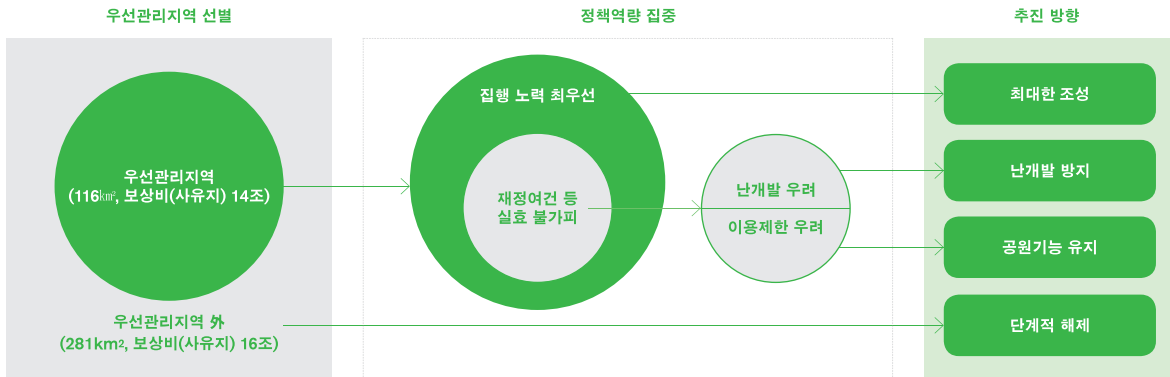 우선관리지역 선별
정책역량 집중
추진 방향
우선관리지역
(116㎢, 보상비(사유지) 14조)
우선관리지역 外
(281km², 보상비(사유지) 16조)
집행 노력 최우선
재정여건 등
실효 불가피
난개발 우려
이용제한 우려
최대한 조성
난개발 방지
공원기능 유지
단계적 해제